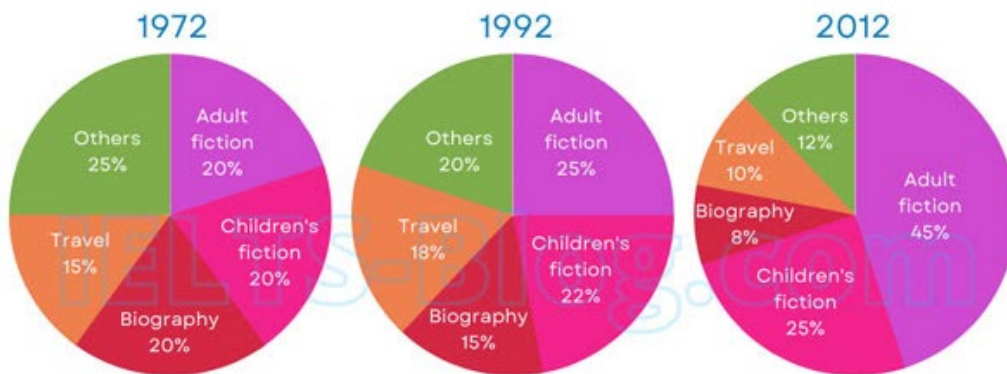 1972
Others
25%
Adult
fiction
20%
Children's
fiction
20%
Biography
20%
Travel
15%
1992
Others
20%
Adult
fiction
25%
Children's
fiction
22%
Biography
15%
Travel
18%
2012
Others
12%
Travel
10%
Biography
8%
Children's
fiction
25%
Adult
fiction
45%
IELTS-Blog.com